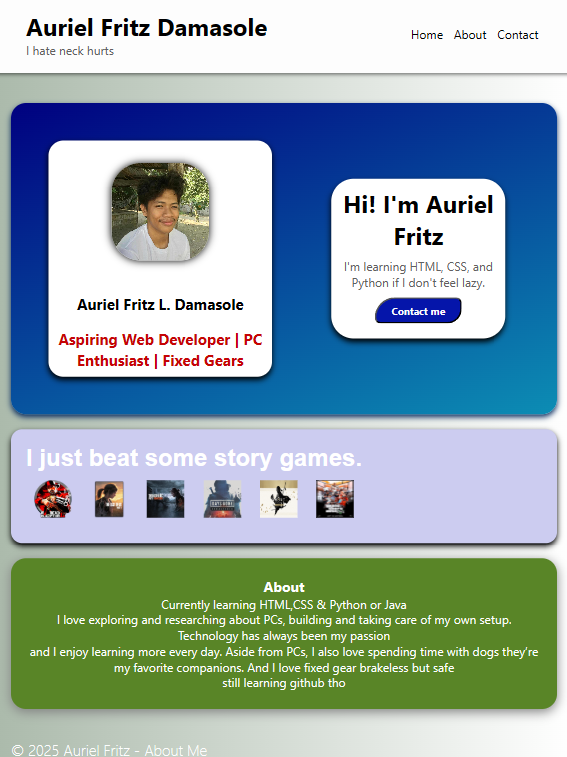 Auriel Fritz Damasole
I hate neck hurts
Home About Contact
Auriel Fritz L. Damasole
Aspiring Web Developer | PC
Enthusiast | Fixed Gears
Hi! I'm Auriel
Fritz
I'm learning HTML, CSS, and
Python if I don't feel lazy.
Contact me
I just beat some story games.
DAYS GONE
About
Currently learning HTML,CSS & Python or Java
I love exploring and researching about PCs, building and taking care of my own setup.
Technology has always been my passion
and I enjoy learning more every day. Aside from PCs, I also love spending time with dogs they're
my favorite companions. And I love fixed gear brakeless but safe
still learning github tho
© 2025 Auriel Fritz - About Me